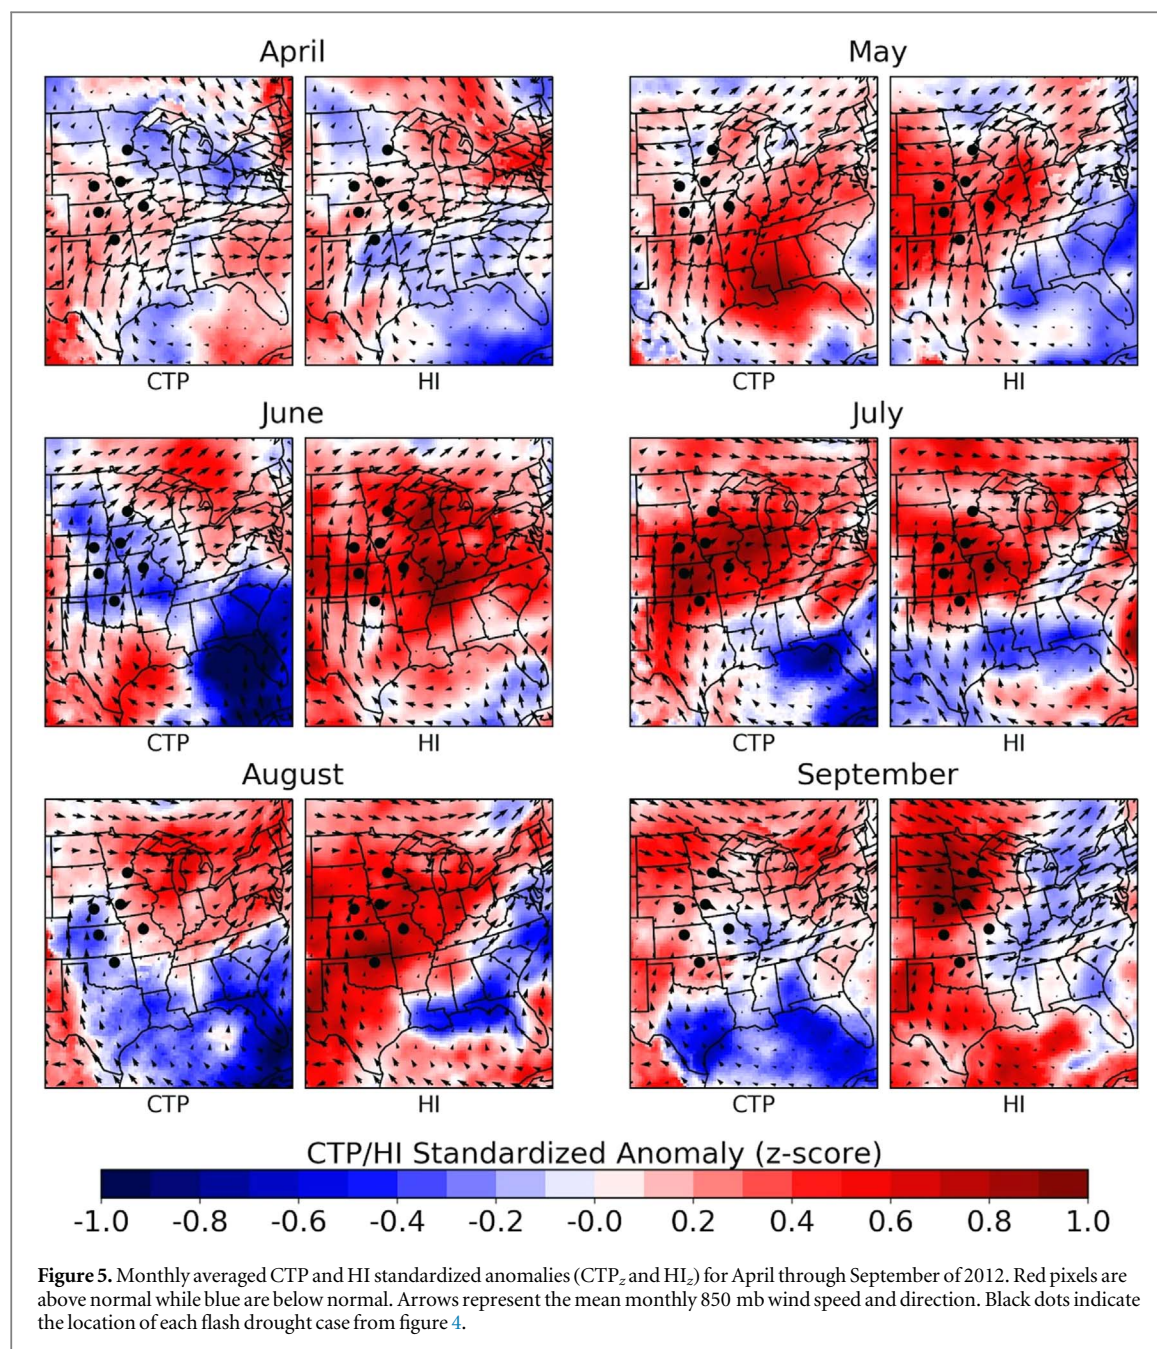 April
May
CTP
HI
CTP
HI
June
July
CTP
HI
CTP
HI
August
September
CTP
HI
CTP
HI
CTP/HI Standardized Anomaly (z-score)
-1.0 -0.8 -0.6 -0.4 -0.2 -0.0 0.2 0.4 0.6 0.8 1.0
Figure 5. Monthly averaged CTP and HI standardized anomalies (CTPz and HIz) for April through September of 2012. Red pixels are
above normal while blue are below normal. Arrows represent the mean monthly 850 mb wind speed and direction. Black dots indicate
the location of each flash drought case from figure 4.